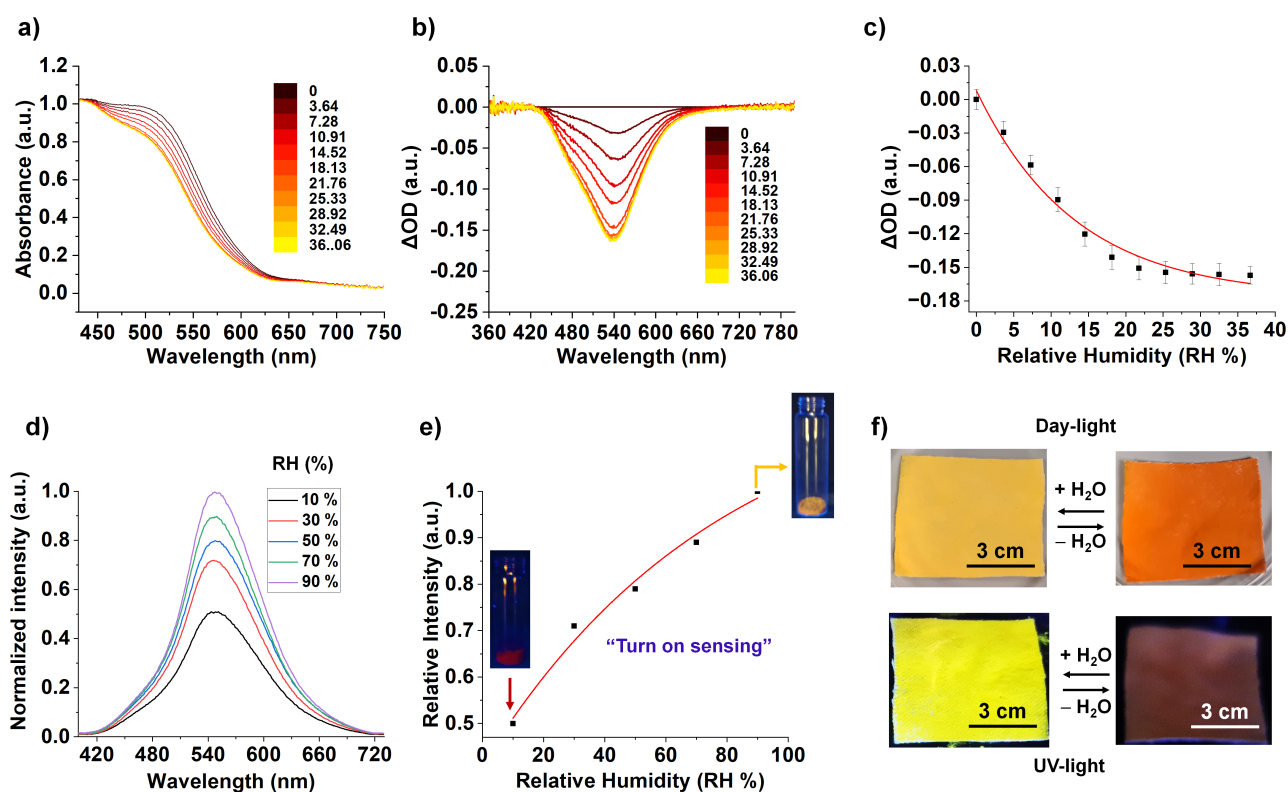 a)
Absorbance (a.u.)
1.2
1.0
0.8
0.6
0.4
0.2
0.0
450 500 550 600 650 700 750
Wavelength (nm)
0
3.64
7.28
10.91
14.52
18.13
21.76
25.33
28.92
32.49
36.06
b)
ΔOD (a.u.)
0.05
0.00
−0.05
−0.10
−0.15
−0.20
−0.25
360 420 480 540 600 660 720 780
Wavelength (nm)
0
3.64
7.28
10.91
14.52
18.13
21.76
25.33
28.92
32.49
36.06
c)
ΔOD (a.u.)
0.03
0.00
−0.03
−0.06
−0.09
−0.12
−0.15
−0.18
0 5 10 15 20 25 30 35 40
Relative Humidity (RH %)
d)
Normalized intensity (a.u.)
1.0
0.8
0.6
0.4
0.2
0.0
420 480 540 600 660 720
Wavelength (nm)
RH (%)
10 %
30 %
50 %
70 %
90 %
e)
Relative Intensity (a.u.)
1.0
0.9
0.8
0.7
0.6
0.5
0 20 40 60 80 100
Relative Humidity (RH %)
“Turn on sensing”
f)
Day-light
3 cm
+ H₂O
− H₂O
3 cm
3 cm
+ H₂O
− H₂O
3 cm
UV-light